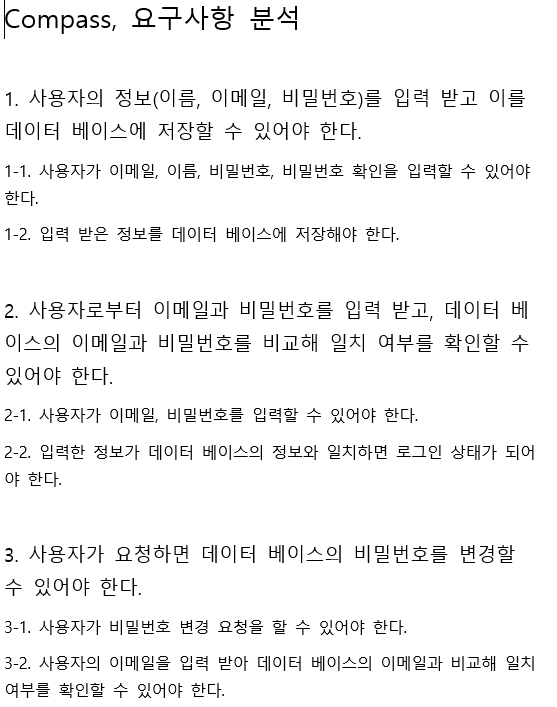 Compass, 요구사항 분석
1. 사용자의 정보(이름, 이메일, 비밀번호)를 입력 받고 이를
데이터 베이스에 저장할 수 있어야 한다.
1-1. 사용자가 이메일, 이름, 비밀번호, 비밀번호 확인을 입력할 수 있어야
한다.
1-2. 입력 받은 정보를 데이터 베이스에 저장해야 한다.
2. 사용자로부터 이메일과 비밀번호를 입력 받고, 데이터 베
이스의 이메일과 비밀번호를 비교해 일치 여부를 확인할 수
있어야 한다.
2-1. 사용자가 이메일, 비밀번호를 입력할 수 있어야 한다.
2-2. 입력한 정보가 데이터 베이스의 정보와 일치하면 로그인 상태가 되어
야 한다.
3. 사용자가 요청하면 데이터 베이스의 비밀번호를 변경할
수 있어야 한다.
3-1. 사용자가 비밀번호 변경 요청을 할 수 있어야 한다.
3-2. 사용자의 이메일을 입력 받아 데이터 베이스의 이메일과 비교해 일치
여부를 확인할 수 있어야 한다.